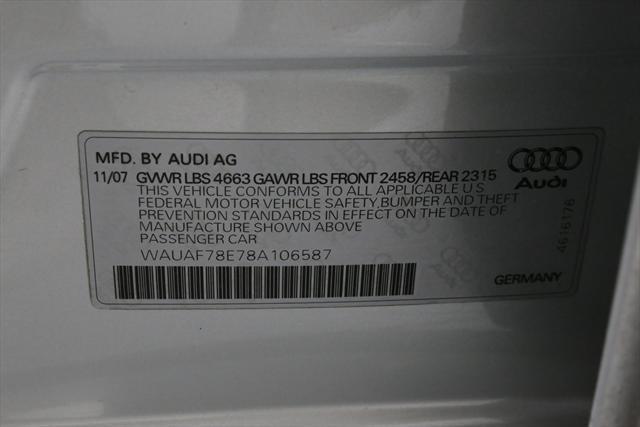 MFD. BY AUDI AG
11/07 GVWR LBS 4663 GAWR LBS FRONT 2458/REAR 2315
THIS VEHICLE CONFORMS TO ALL APPLICABLE U S
FEDERAL MOTOR VEHICLE SAFETY,BUMPER AND THEFT
PREVENTION STANDARDS IN EFFECT ON THE DATE OF
MANUFACTURE SHOWN ABOVE
PASSENGER CAR
WAUAF78E78A106587
Audi
4616176
GERMANY